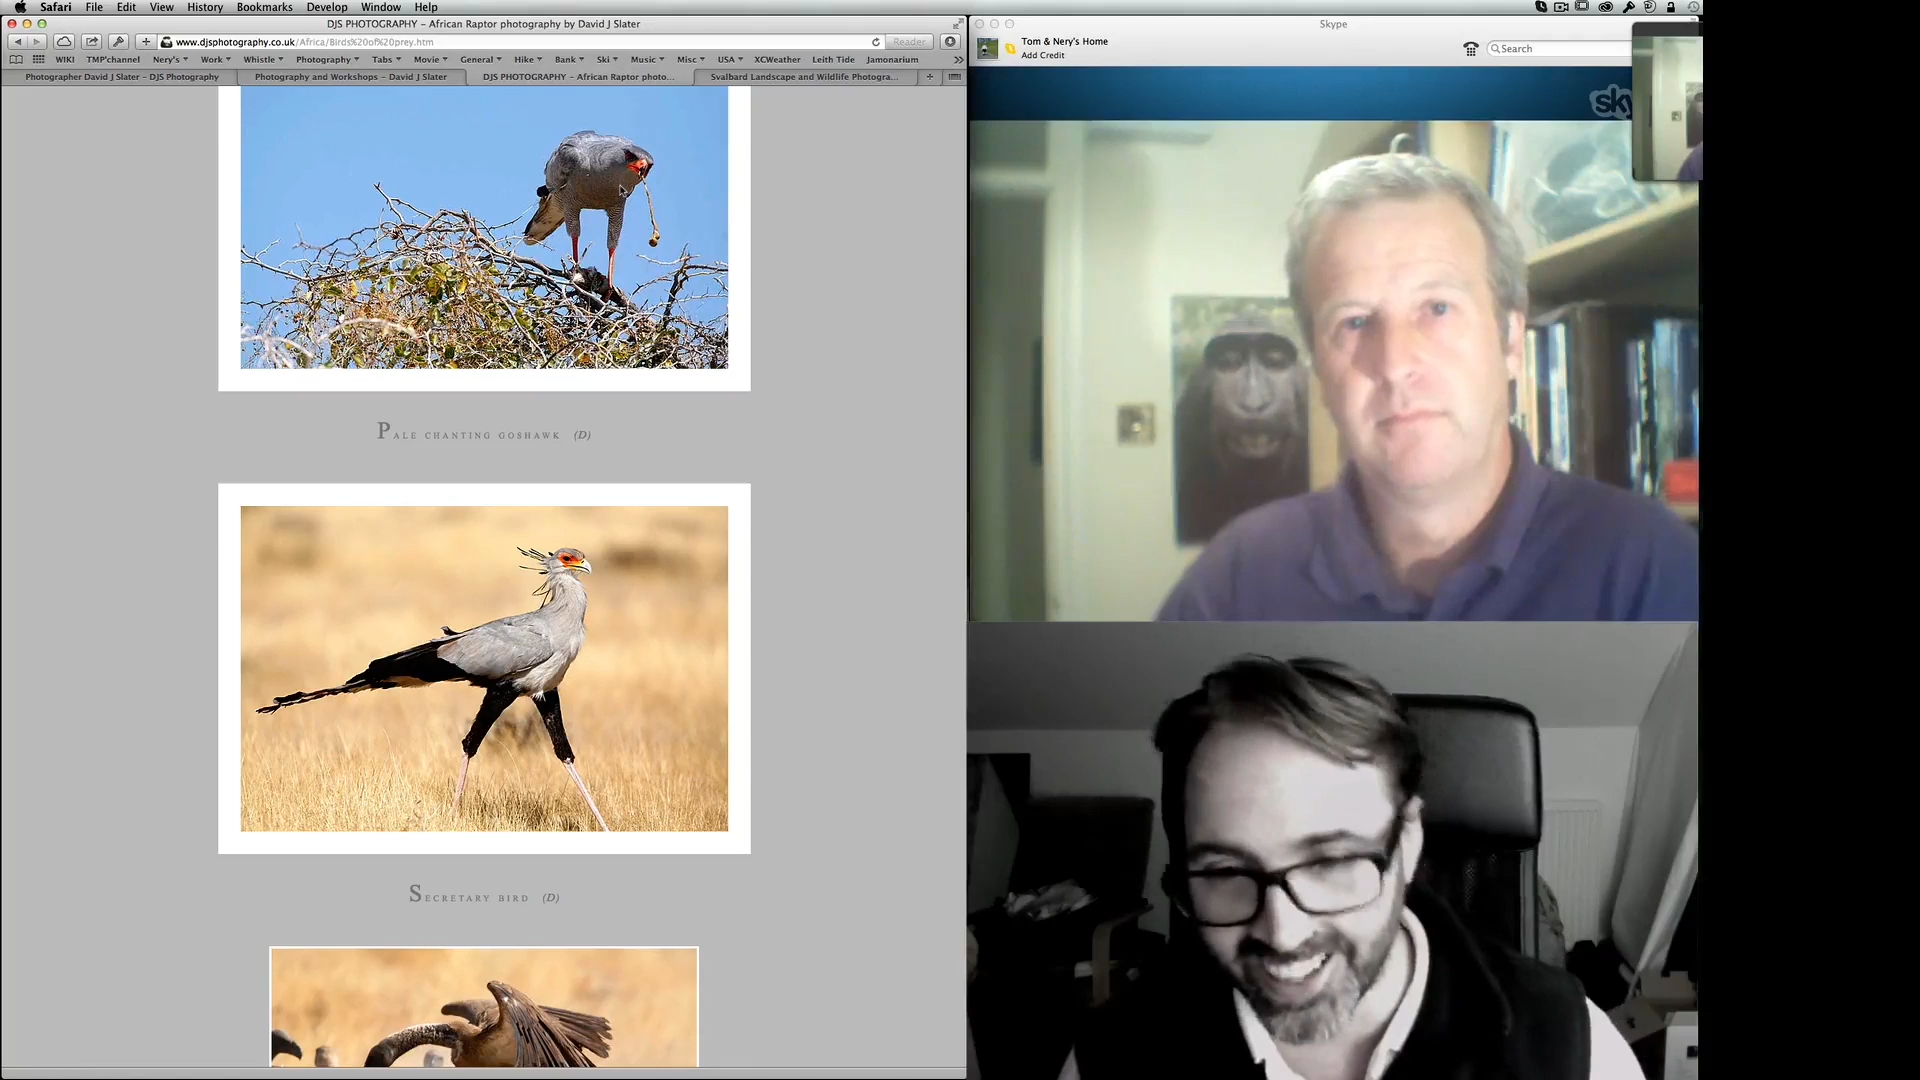 Safari File Edit View History Bookmarks Develop Window Help
DJS PHOTOGRAPHY – African Raptor photography by David J Slater
www.djsphotography.co.uk/Africa/Birds%20of%20prey.htm
Reader
WIKI TMP'channel Nery's Work Whistle Photography Tabs Movie General Hike Bank Ski Music Misc USA XCWeather Leith Tide Jamonarium
Photographer David J Slater – DJS Photography
Photography and Workshops – David J Slater
DJS PHOTOGRAPHY – African Raptor photo...
Svalbard Landscape and Wildlife Photogra...
PALE CHANTING GOSHAWK (D)
SECRETARY BIRD (D)
Skype
Tom & Nery's Home
Add Credit
Search
sky